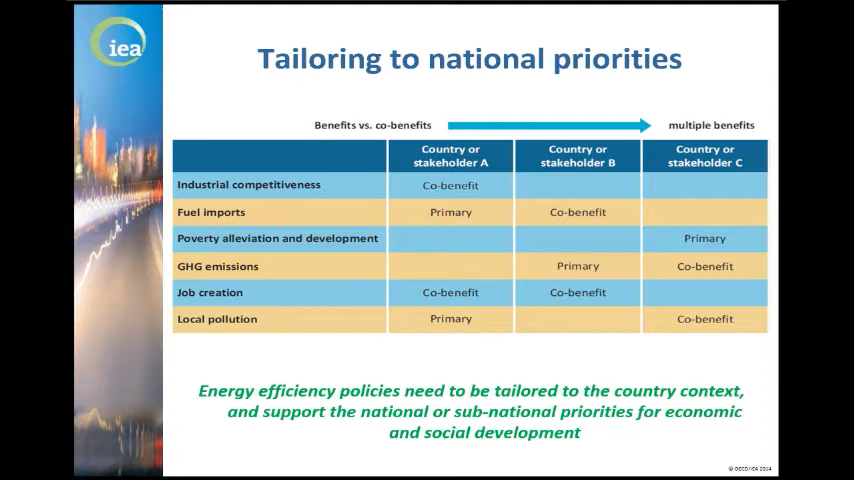 iea
Tailoring to national priorities
Benefits vs. co-benefits multiple benefits
Country or stakeholder A Country or stakeholder B Country or stakeholder C
Industrial competitiveness Co-benefit
Fuel imports Primary Co-benefit
Poverty alleviation and development Primary
GHG emissions Primary Co-benefit
Job creation Co-benefit Co-benefit
Local pollution Primary Co-benefit
Energy efficiency policies need to be tailored to the country context,
and support the national or sub-national priorities for economic
and social development
© OECD/IEA 2014